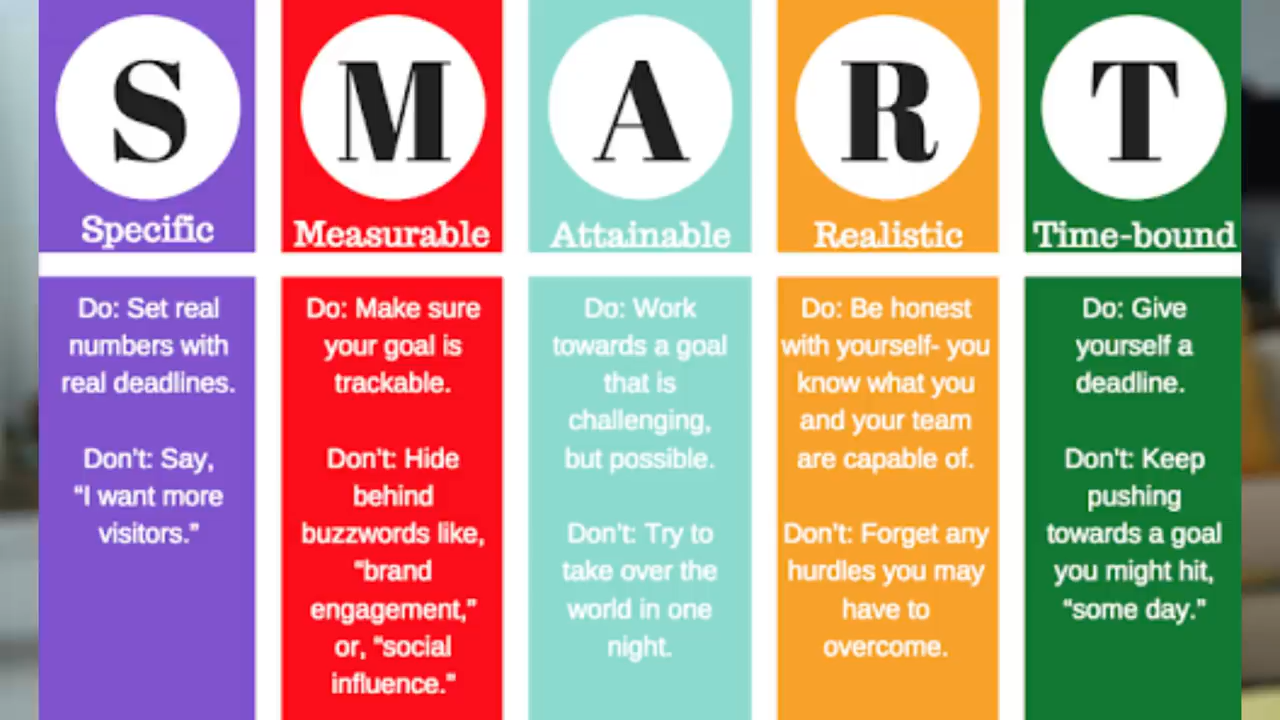 S
Specific
Do: Set real
numbers with
real deadlines.
Don't: Say,
“I want more
visitors.”
M
Measurable
Do: Make sure
your goal is
trackable.
Don't: Hide
behind
buzzwords like,
“brand
engagement,”
or, “social
influence.”
A
Attainable
Do: Work
towards a goal
that is
challenging,
but possible.
Don't: Try to
take over the
world in one
night.
R
Realistic
Do: Be honest
with yourself- you
know what you
and your team
are capable of.
Don't: Forget any
hurdles you may
have to
overcome.
T
Time-bound
Do: Give
yourself a
deadline.
Don't: Keep
pushing
towards a goal
you might hit,
“some day.”